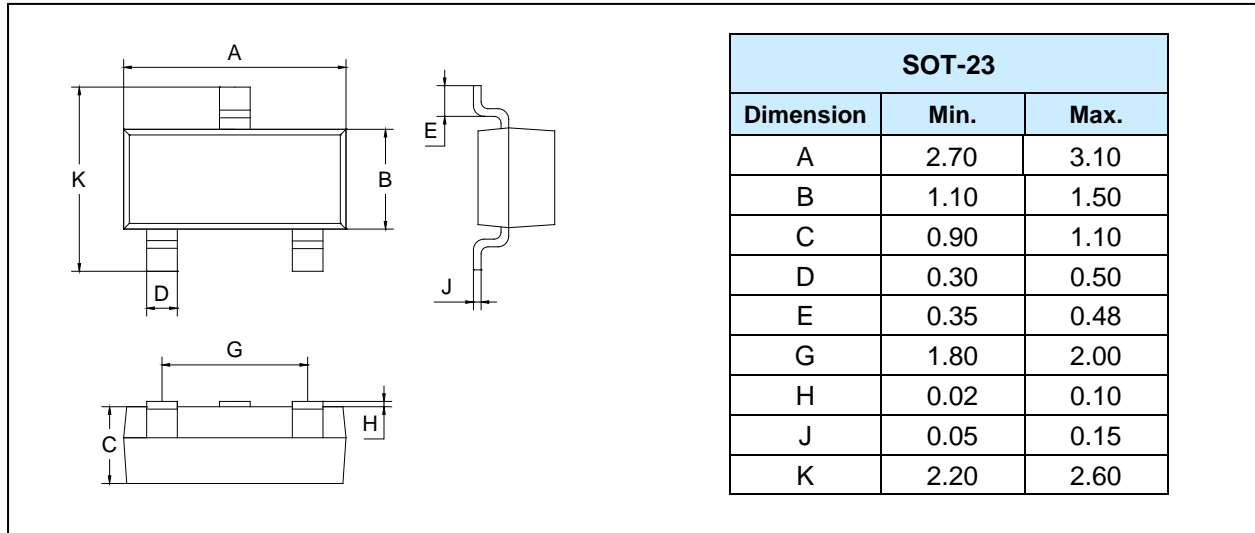 A
K
B
D
E
J
G
H
C
SOT-23
Dimension Min. Max.
A 2.70 3.10
B 1.10 1.50
C 0.90 1.10
D 0.30 0.50
E 0.35 0.48
G 1.80 2.00
H 0.02 0.10
J 0.05 0.15
K 2.20 2.60